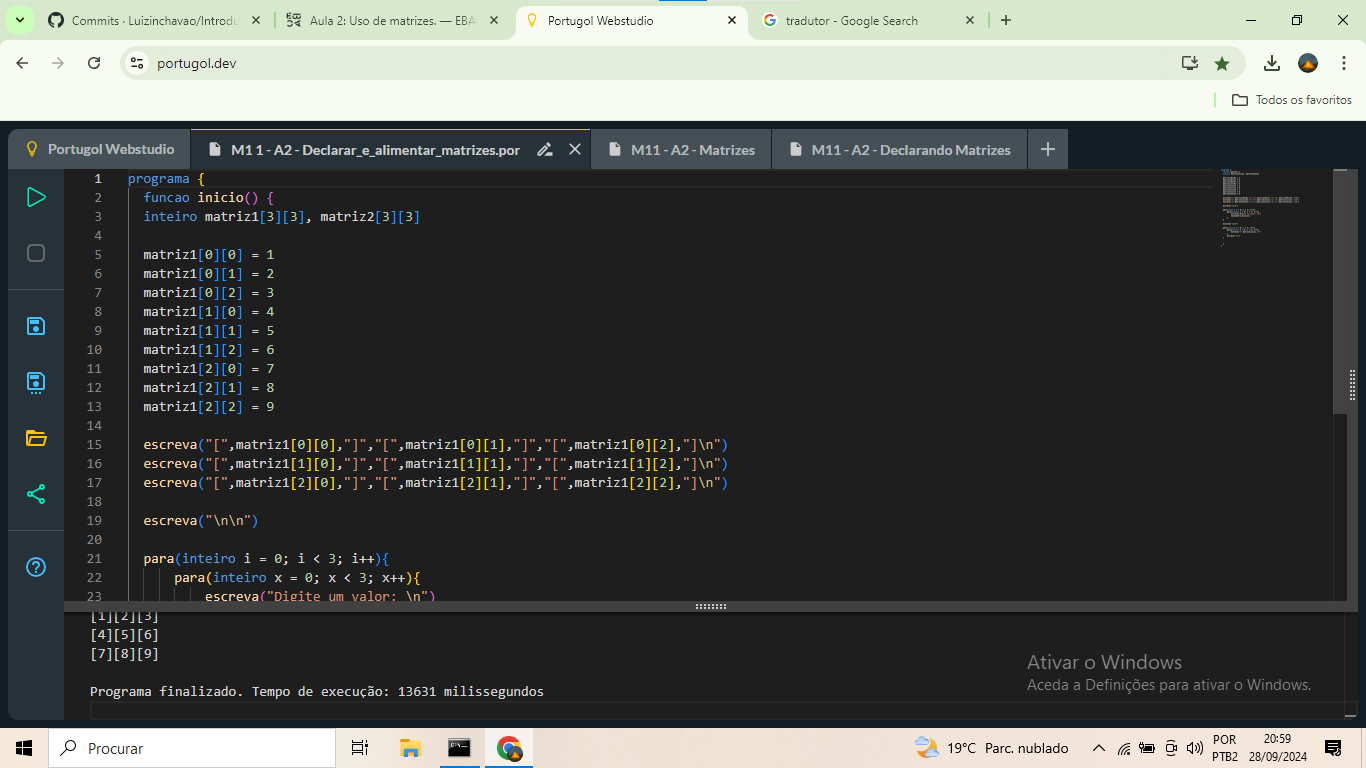 Commits · Luizinchavao/Introdu
Aula 2: Uso de matrizes. — EBA
Portugol Webstudio
tradutor - Google Search
portugol.dev
Todos os favoritos
Portugol Webstudio
M11 - A2 - Declarar_e_alimentar_matrizes.por
M11 - A2 - Matrizes
M11 - A2 - Declarando Matrizes
1 programa {
2 funcao inicio() {
3 inteiro matriz1[3][3], matriz2[3][3]
4
5 matriz1[0][0] = 1
6 matriz1[0][1] = 2
7 matriz1[0][2] = 3
8 matriz1[1][0] = 4
9 matriz1[1][1] = 5
10 matriz1[1][2] = 6
11 matriz1[2][0] = 7
12 matriz1[2][1] = 8
13 matriz1[2][2] = 9
14
15 escreva("[",matriz1[0][0],"]","[",matriz1[0][1],"]","[",matriz1[0][2],"]\n")
16 escreva("[",matriz1[1][0],"]","[",matriz1[1][1],"]","[",matriz1[1][2],"]\n")
17 escreva("[",matriz1[2][0],"]","[",matriz1[2][1],"]","[",matriz1[2][2],"]\n")
18
19 escreva("\n\n")
20
21 para(inteiro i = 0; i < 3; i++){
22 para(inteiro x = 0; x < 3; x++){
23 escreva("Digite um valor: \n")
[1][2][3]
[4][5][6]
[7][8][9]
Programa finalizado. Tempo de execução: 13631 milissegundos
Ativar o Windows
Aceda a Definições para ativar o Windows.
Procurar
19°C Parc. nublado
POR
PTB2
20:59
28/09/2024